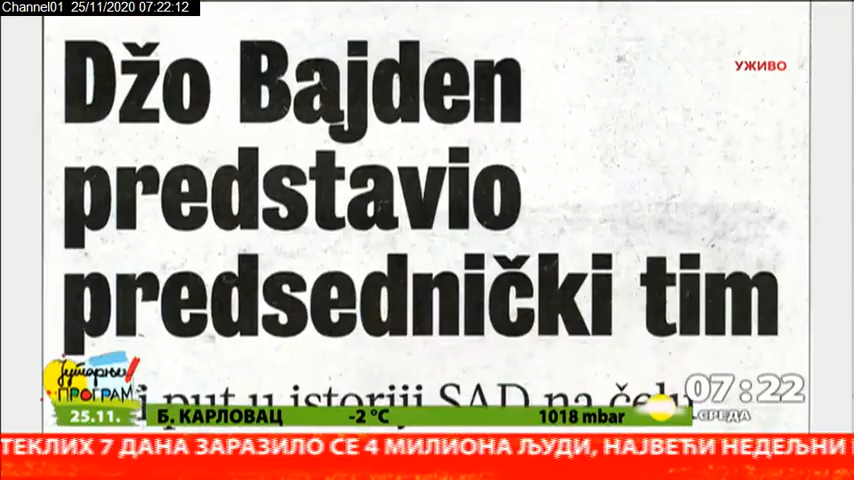 Channel01 25/11/2020 07:22:12
Džo Bajden
predstavio
predsednički tim
УЖИВО
i put u istoriji SAD na čelu
Јутарњи
ПРОГРАМ
07:22
СРЕДА
25.11. Б. КАРЛОВАЦ -2 °C 1018 mbar
ТЕКЛИХ 7 ДАНА ЗАРАЗИЛО СЕ 4 МИЛИОНА ЉУДИ, НАЈВЕЋИ НЕДЕЉНИ